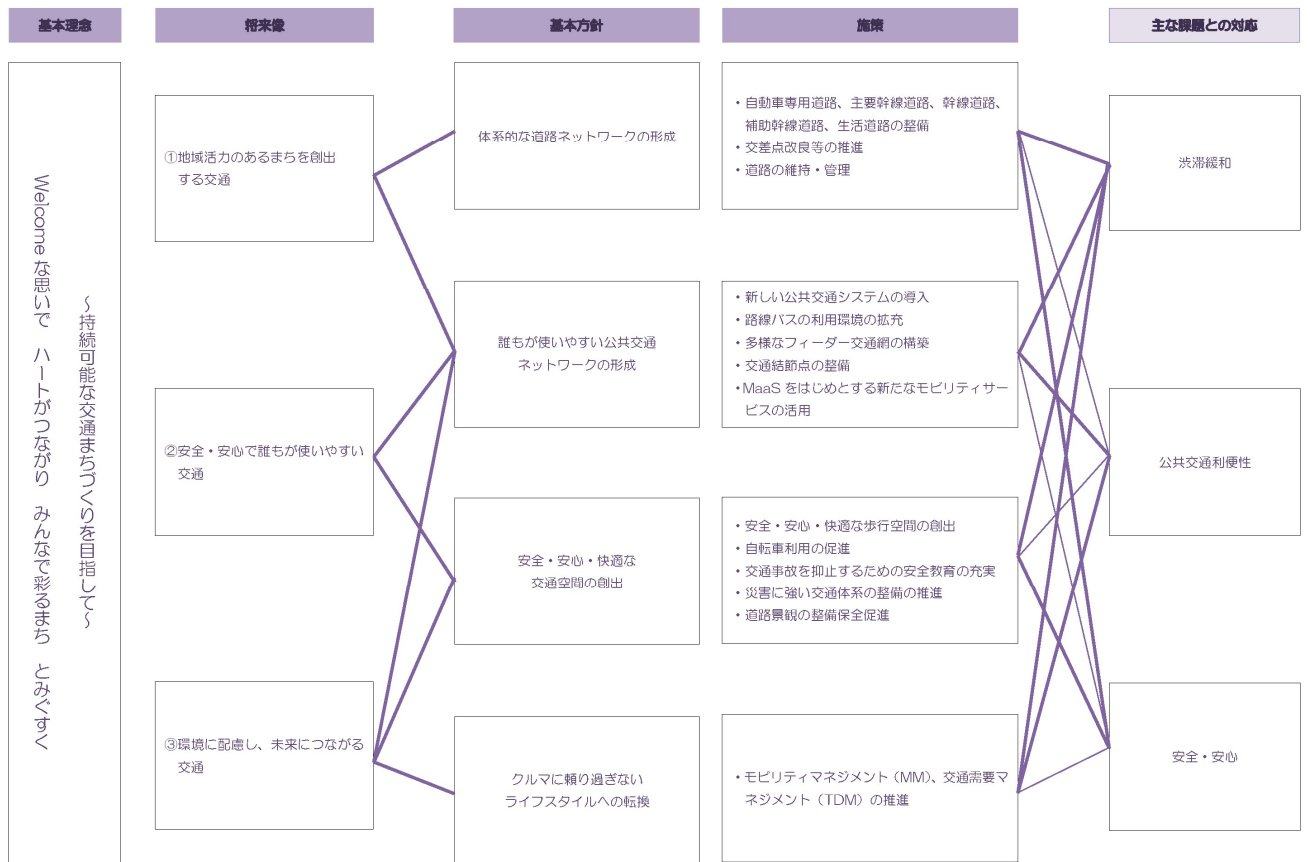 基本理念
将来像
基本方針
施策
主な課題との対応
Welcomeな思いで ハートがつながり みんなで彩るまち とみぐすく
～持続可能な交通まちづくりを目指して～
①地域活力のあるまちを創出
する交通
②安全・安心で誰もが使いやすい
交通
③環境に配慮し、未来につながる
交通
体系的な道路ネットワークの形成
誰もが使いやすい公共交通
ネットワークの形成
安全・安心・快適な
交通空間の創出
クルマに頼り過ぎない
ライフスタイルへの転換
・自動車専用道路、主要幹線道路、幹線道路、
補助幹線道路、生活道路の整備
・交差点改良等の推進
・道路の維持・管理
・新しい公共交通システムの導入
・路線バスの利用環境の拡充
・多様なフィーダー交通網の構築
・交通結節点の整備
・MaaSをはじめとする新たなモビリティサー
ビスの活用
・安全・安心・快適な歩行空間の創出
・自転車利用の促進
・交通事故を抑止するための安全教育の充実
・災害に強い交通体系の整備の推進
・道路景観の整備保全促進
・モビリティマネジメント（MM）、交通需要マ
ネジメント（TDM）の推進
渋滞緩和
公共交通利便性
安全・安心